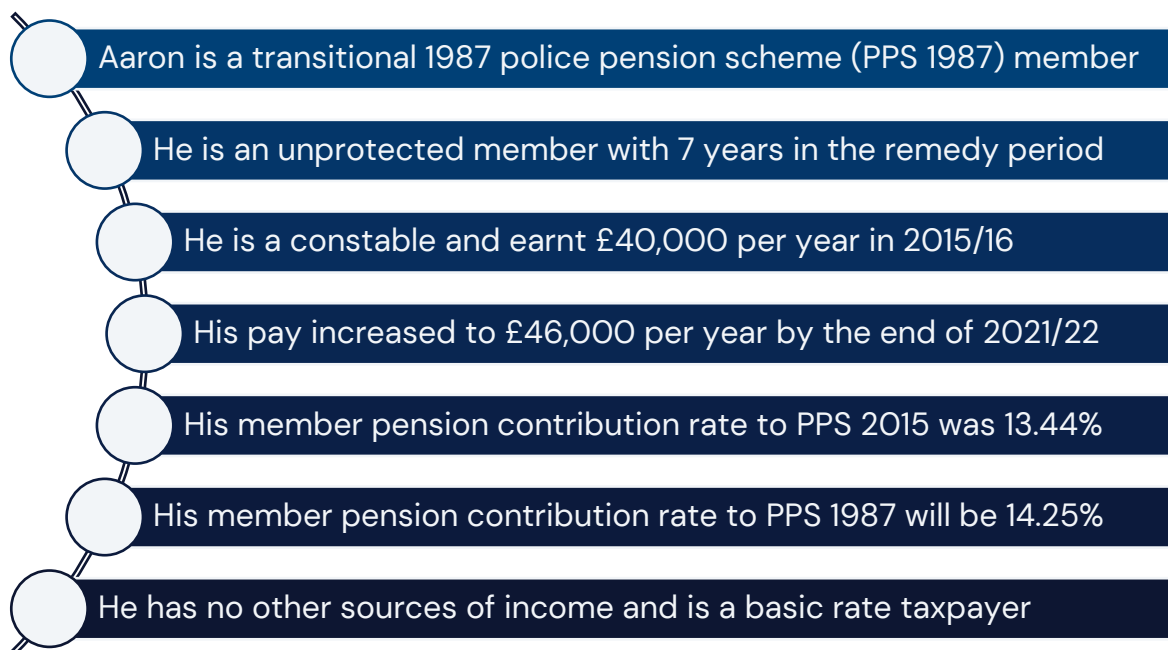 Aaron is a transitional 1987 police pension scheme (PPS 1987) member
He is an unprotected member with 7 years in the remedy period
He is a constable and earnt £40,000 per year in 2015/16
His pay increased to £46,000 per year by the end of 2021/22
His member pension contribution rate to PPS 2015 was 13.44%
His member pension contribution rate to PPS 1987 will be 14.25%
He has no other sources of income and is a basic rate taxpayer